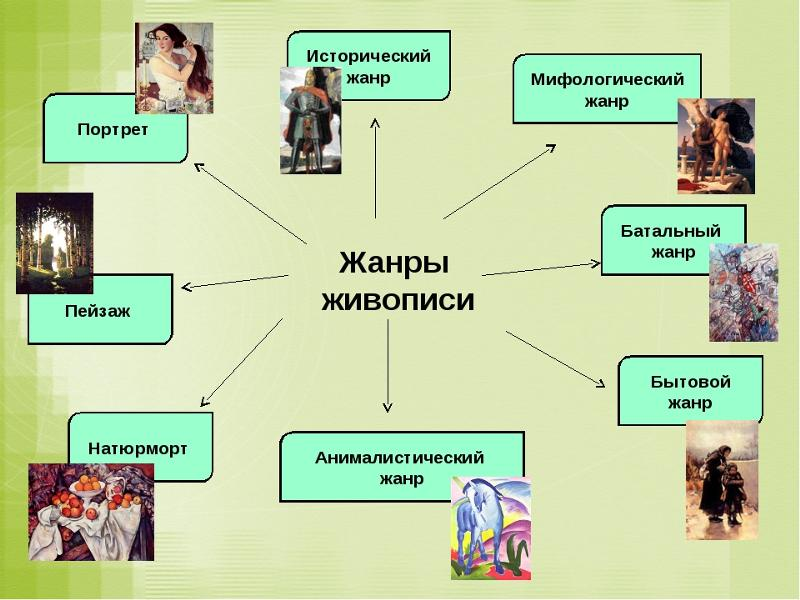 Исторический
жанр
Мифологический
жанр
Портрет
Батальный
жанр
Жанры
живописи
Пейзаж
Бытовой
жанр
Натюрморт
Анималистический
жанр